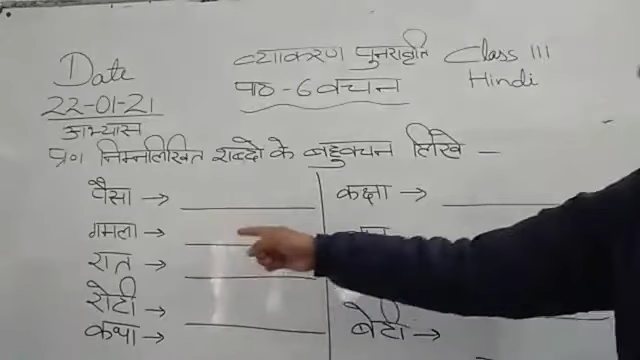 Date
22-01-21
अभ्यास
व्याकरण पुनरावृति
पाठ-6 वचन
Class III
Hindi
प्र०1 निम्नलिखित शब्दो के बहुवचन लिखे –
पैसा →
गमला →
रात →
रोटी →
कथा →
कक्षा →
बेटी →